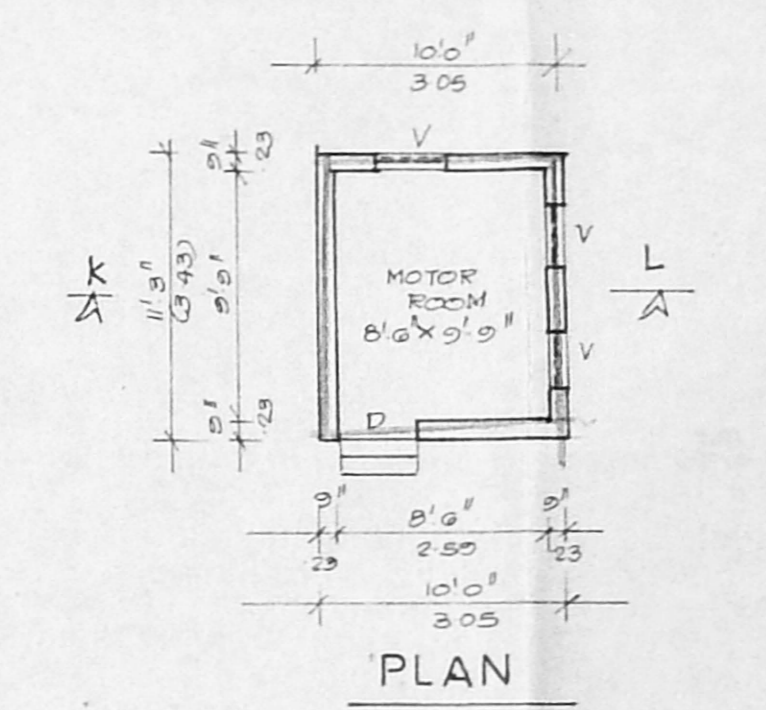 10'0"
3.05
V
9"
.23
K
L
11'3"
(3.43)
9'9"
V
MOTOR
ROOM
8'.6"X9'.9"
V
9"
.23
D
9"
8'.6"
9"
.23
2.59
.23
10'0"
3.05
PLAN